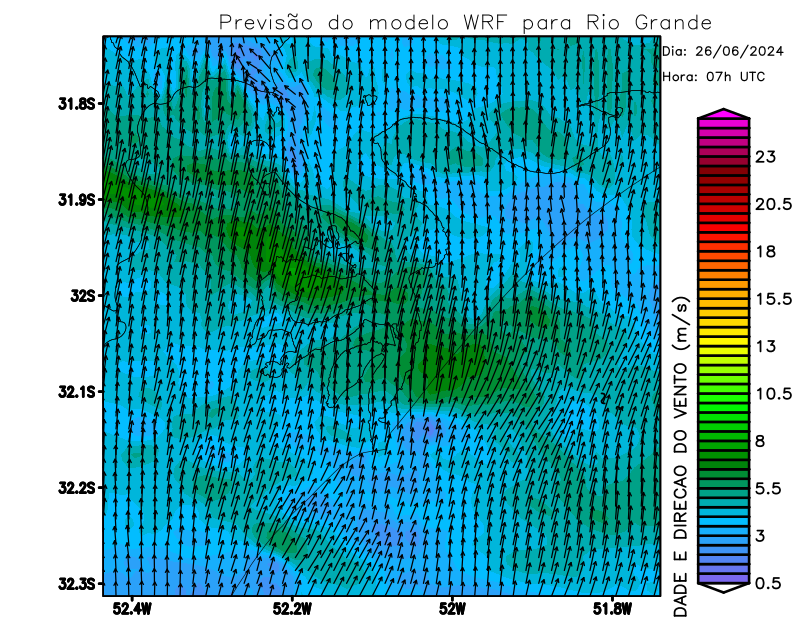 Previsão do modelo WRF para Rio Grande
Dia: 26/06/2024
Hora: 07h UTC
31.8S
31.9S
32S
32.1S
32.2S
32.3S
52.4W
52.2W
52W
51.8W
23
20.5
18
15.5
13
10.5
8
5.5
3
0.5
DADE E DIRECAO DO VENTO (m/s)